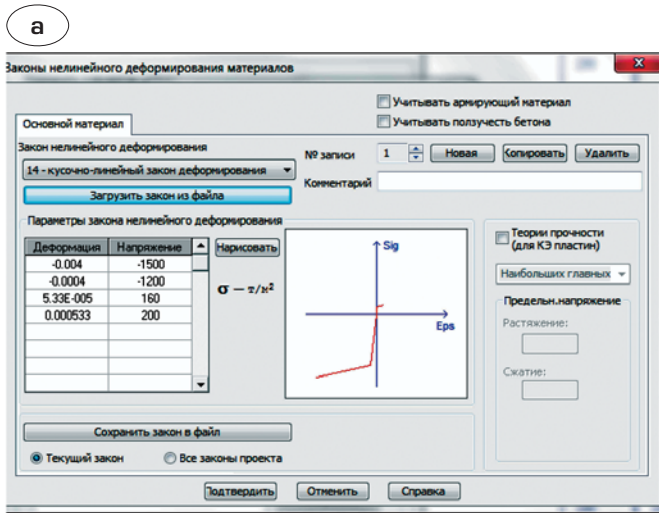 а
Законы нелинейного деформирования материалов
x
Учитывать армирующий материал
Основной материал
Учитывать ползучесть бетона
Закон нелинейного деформирования
№ записи 1 Новая Копировать Удалить
14 - кусочно-линейный закон деформирования
Комментарий
Загрузить закон из файла
Параметры закона нелинейного деформирования
Теории прочности
(для КЭ пластин)
Деформация Напряжение Нарисовать Sig
-0.004 -1500
Наибольших главных
-0.0004 -1200
σ – т/м²
5.33E-005 160
Предельн.напряжение
0.000533 200
Eps
Растяжение:
Сжатие:
Сохранить закон в файл
Текущий закон Все законы проекта
Подтвердить Отменить Справка